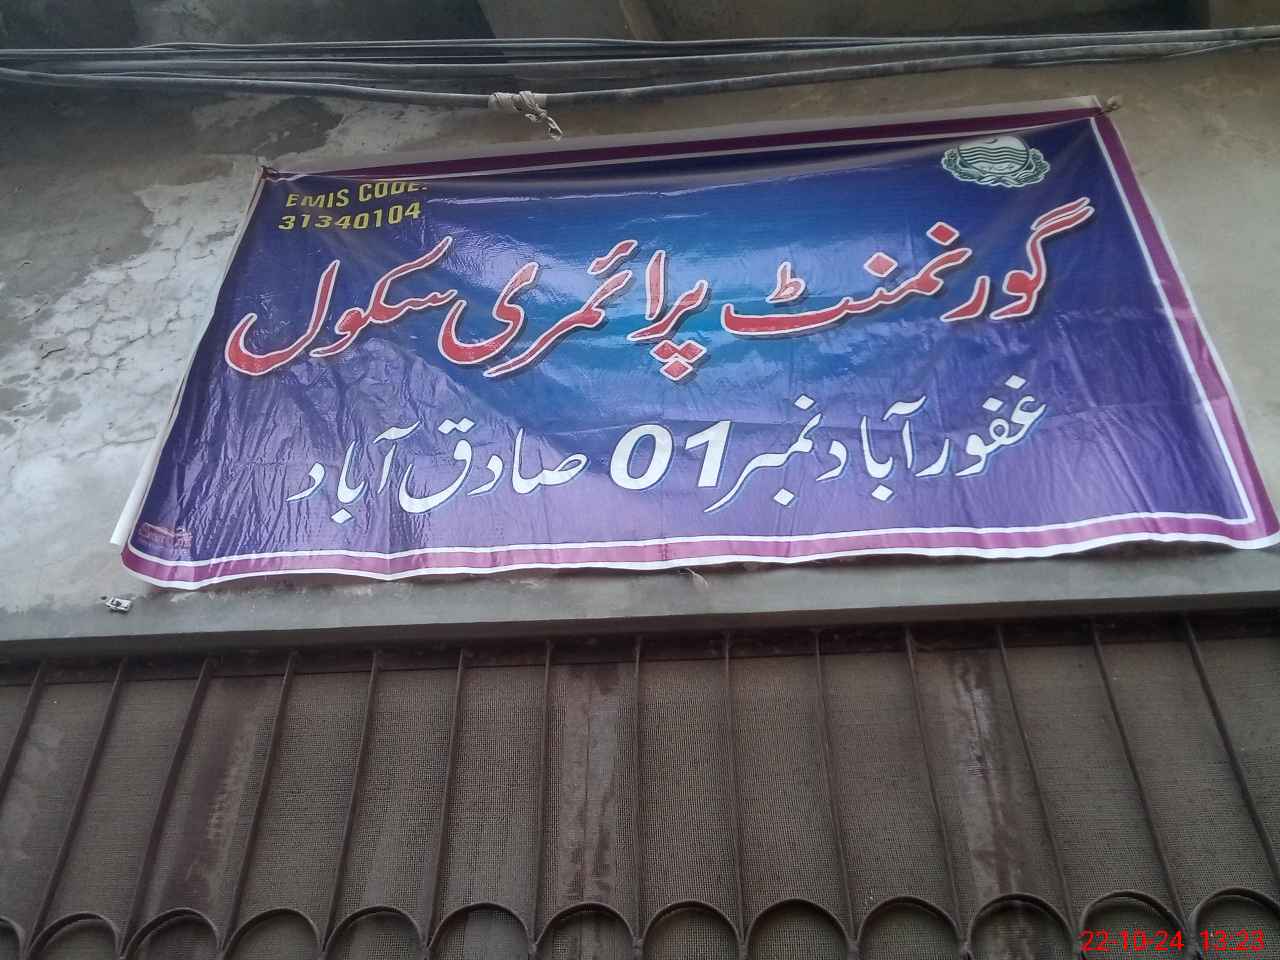 EMIS CODE:
31340104
گورنمنٹ پرائمری سکول
غفور آباد نمبر 01 صادق آباد
22-10-24 13:23